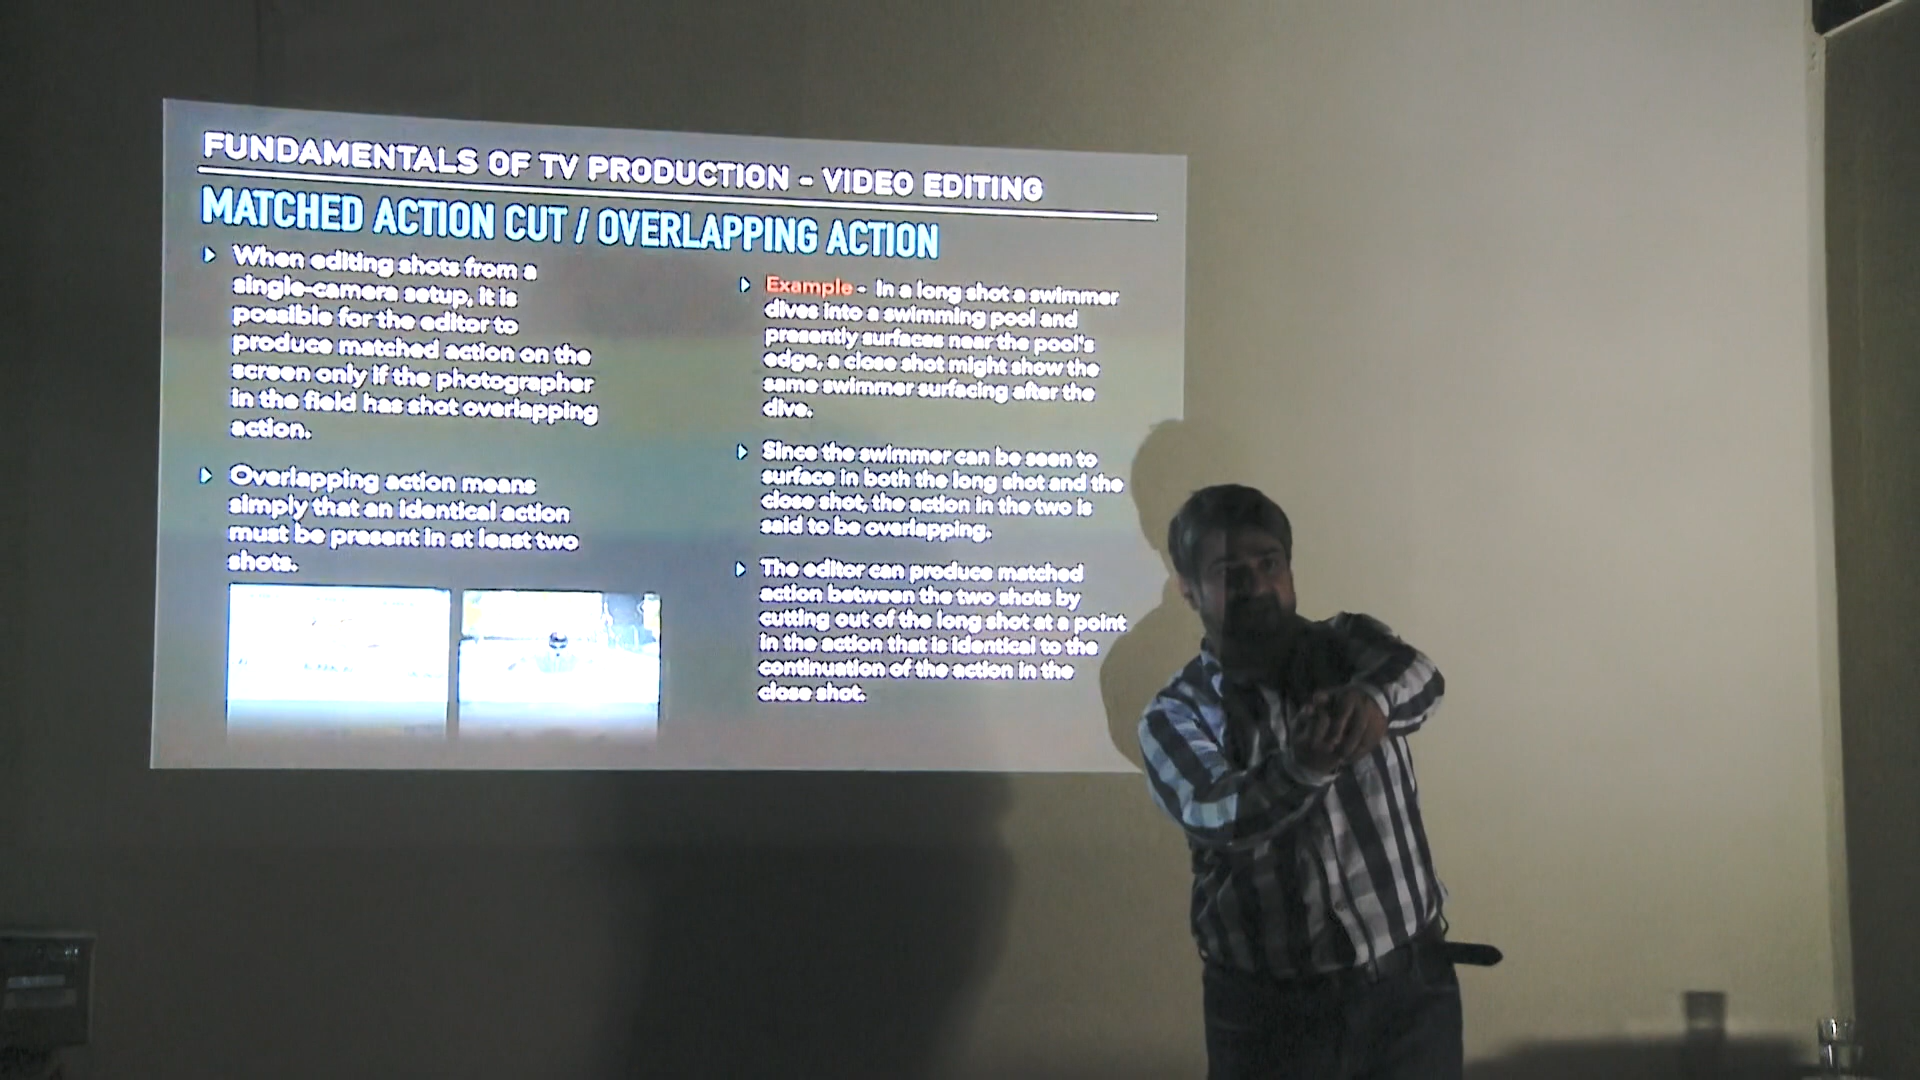 FUNDAMENTALS OF TV PRODUCTION - VIDEO EDITING
MATCHED ACTION CUT / OVERLAPPING ACTION
When editing shots from a
single-camera setup, it is
possible for the editor to
produce matched action on the
screen only if the photographer
in the field has shot overlapping
action.
Overlapping action means
simply that an identical action
must be present in at least two
shots.
Example - In a long shot a swimmer
dives into a swimming pool and
presently surfaces near the pool's
edge, a close shot might show the
same swimmer surfacing after the
dive.
Since the swimmer can be seen to
surface in both the long shot and the
close shot, the action in the two is
said to be overlapping.
The editor can produce matched
action between the two shots by
cutting out of the long shot at a point
in the action that is identical to the
continuation of the action in the
close shot.